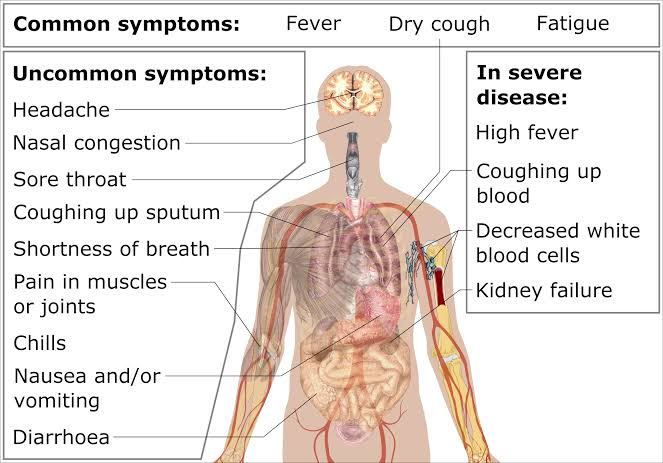 Common symptoms: Fever Dry cough Fatigue
Uncommon symptoms:
Headache
Nasal congestion
Sore throat
Coughing up sputum
Shortness of breath
Pain in muscles
or joints
Chills
Nausea and/or
vomiting
Diarrhoea
In severe
disease:
High fever
Coughing up
blood
Decreased white
blood cells
Kidney failure